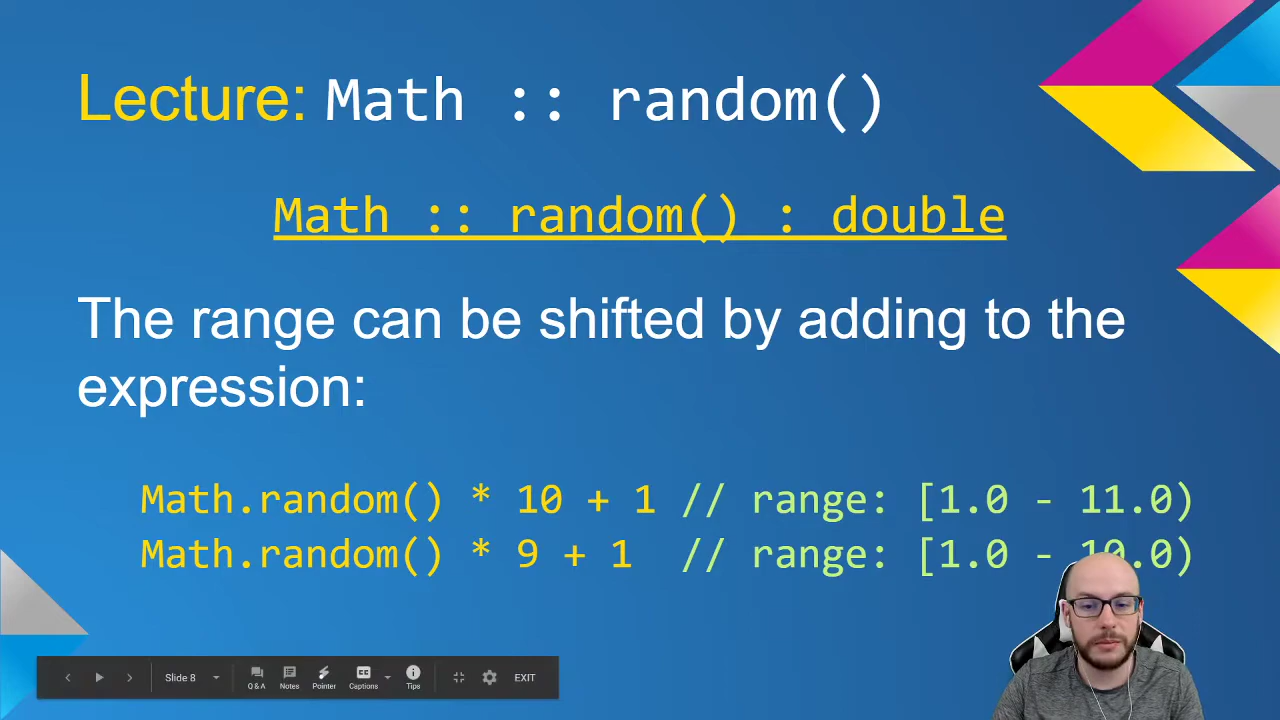 Lecture: Math :: random()
Math :: random() : double
The range can be shifted by adding to the
expression:
Math.random() * 10 + 1 // range: [1.0 - 11.0)
Math.random() * 9 + 1 // range: [1.0 - 10.0)
Slide 8
Q & A
Notes
Pointer
CC
Captions
Tips
EXIT